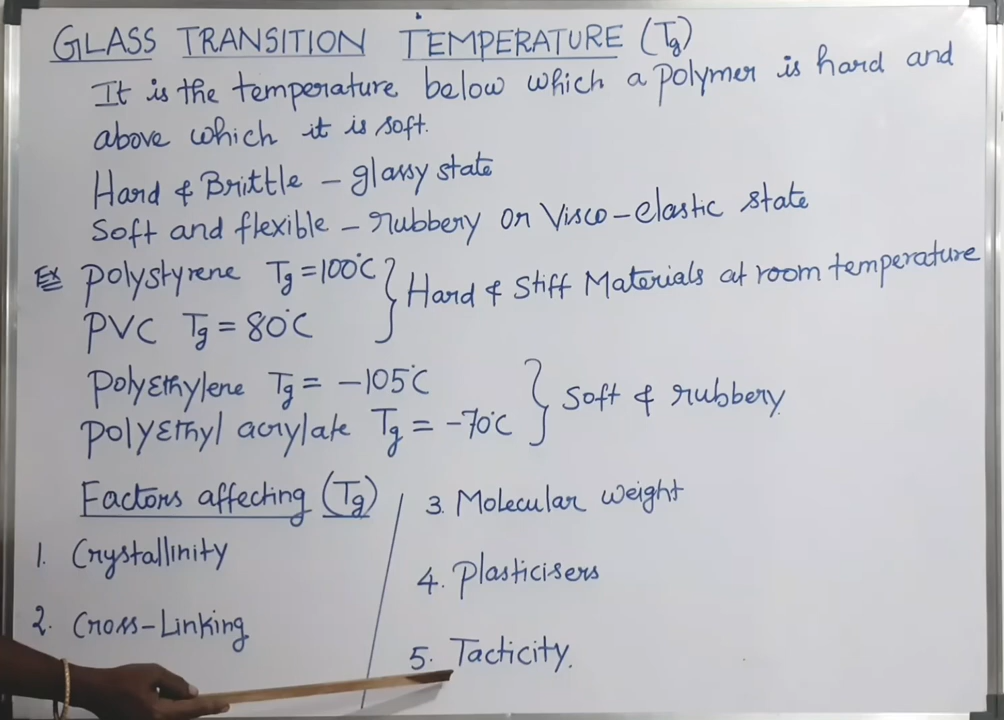 GLASS TRANSITION TEMPERATURE (Tg)
It is the temperature below which a polymer is hard and
above which it is soft.
Hard & Brittle - glassy state
Soft and flexible - rubbery or Visco-elastic state
Ex Polystyrene Tg = 100°C } Hard & Stiff Materials at room temperature
PVC Tg = 80°C
PolyEthylene Tg = -105°C } Soft & rubbery
PolyEthyl acrylate Tg = -70°C
Factors affecting (Tg)
1. Crystallinity
2. Cross-Linking
3. Molecular weight
4. Plasticisers
5. Tacticity.